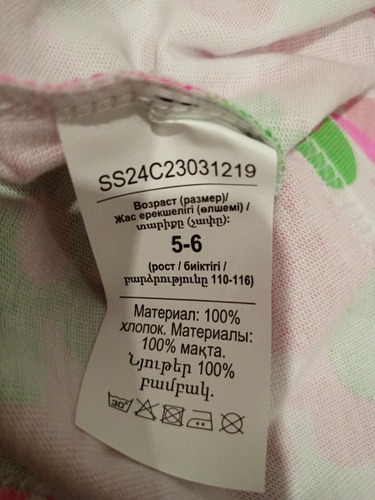 SS24C23031219
Возраст (размер)/
Жас ерекшелігі (өлшемі) /
տարիքը (չափը):
5-6
(рост / биіктігі /
բարձրությունը 110-116)
Материал: 100%
хлопок. Материалы:
100% мақта.
Նյութեր 100%
բամբակ.
30°